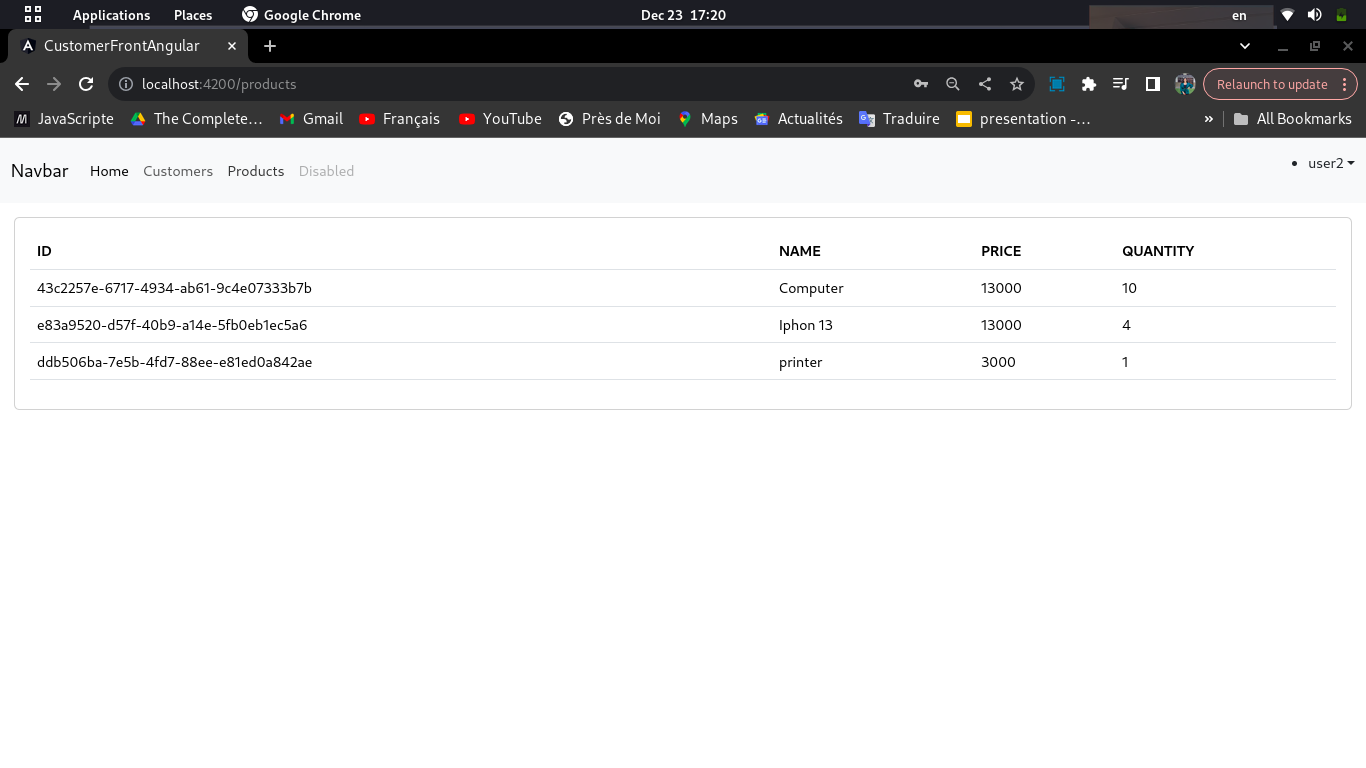 Applications Places Google Chrome Dec 23 17:20 en
CustomerFrontAngular
localhost:4200/products Relaunch to update
JavaScripte The Complete... Gmail Français YouTube Près de Moi Maps Actualités Traduire presentation -... » All Bookmarks
Navbar Home Customers Products Disabled user2
ID NAME PRICE QUANTITY
43c2257e-6717-4934-ab61-9c4e07333b7b Computer 13000 10
e83a9520-d57f-40b9-a14e-5fb0eb1ec5a6 Iphon 13 13000 4
ddb506ba-7e5b-4fd7-88ee-e81ed0a842ae printer 3000 1